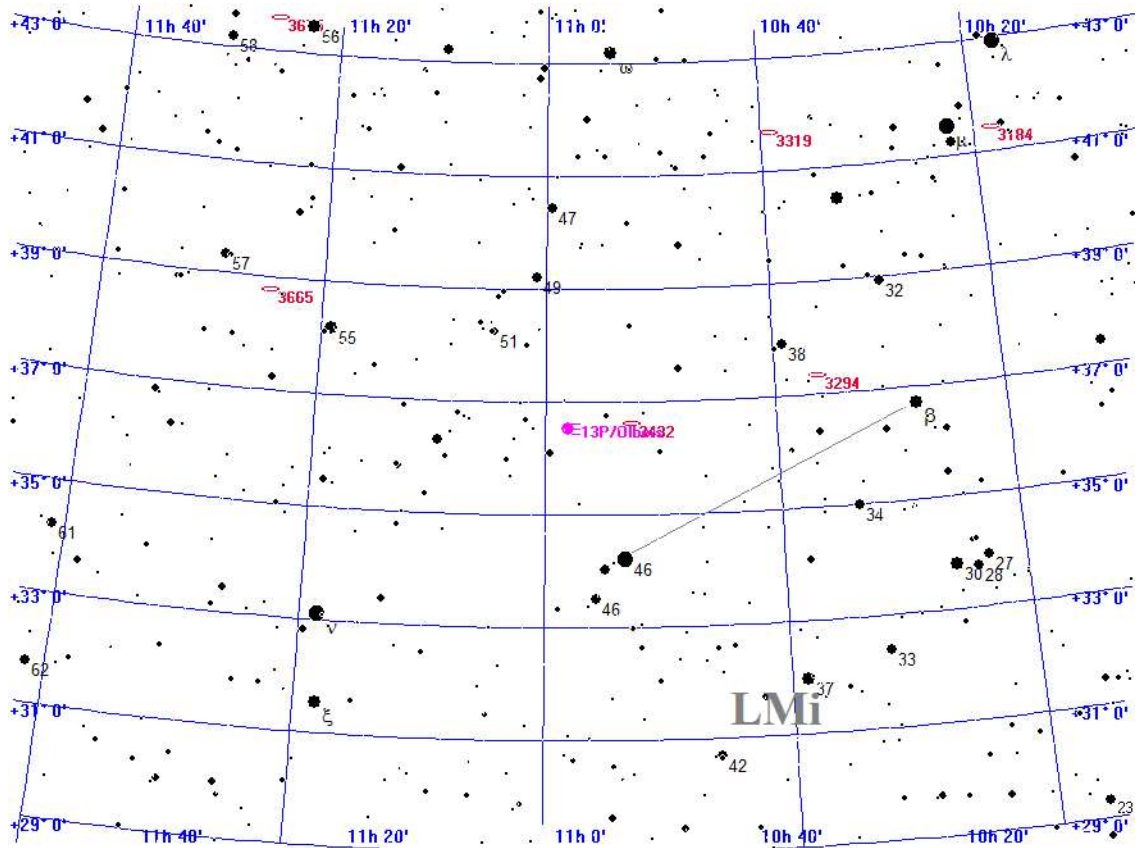 +43° 0' 11h 40' 3675 56 11h 20' 11h 0' 10h 40' 10h 20' +43° 0'
58 ω λ
+41° 0' 3319 μ 3184 +41° 0'
47
+39° 0' 57 +39° 0'
3665 49 32
55 51 38
+37° 0' 3294 +37° 0'
β
13P/Olbers 3432
+35° 0' +35° 0'
61 34
46 30 28 27
+33° 0' 46 +33° 0'
ν
62 33
37
+31° 0' ξ LMi +31° 0'
42
23
+29° 0' 11h 40' 11h 20' 11h 0' 10h 40' 10h 20' +29° 0'